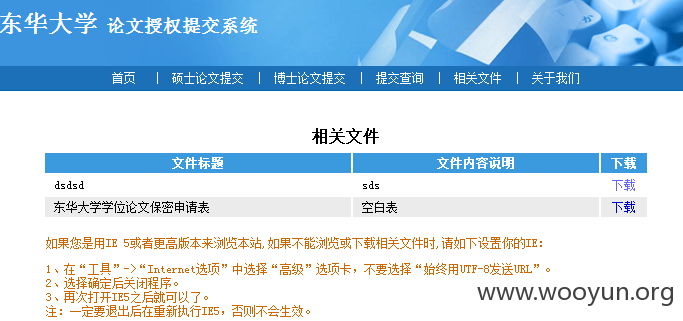 东华大学 论文授权提交系统
首页 | 硕士论文提交 | 博士论文提交 | 提交查询 | 相关文件 | 关于我们
相关文件
文件标题 文件内容说明 下载
dsdsd sds 下载
东华大学学位论文保密申请表 空白表 下载
如果您是用IE 5或者更高版本来浏览本站,如果不能浏览或下载相关文件时,请如下设置你的IE:
1、在“工具”->“Internet选项”中选择“高级”选项卡，不要选择“始终用UTF-8发送URL”。
2、选择确定后关闭程序。
3、再次打开IE5之后就可以了。
注：一定要退出后在重新执行IE5，否则不会生效。
www.wooyun.org